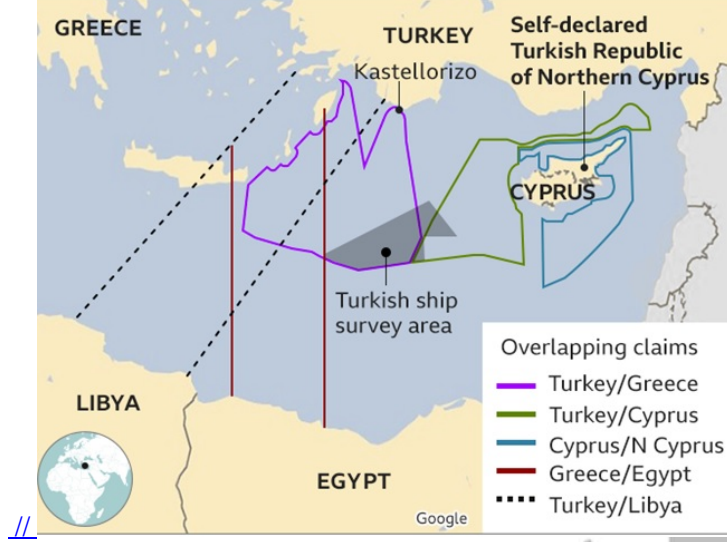 GREECE
TURKEY
Kastellorizo
Self-declared
Turkish Republic
of Northern Cyprus
CYPRUS
Turkish ship
survey area
LIBYA
EGYPT
Google
Overlapping claims
Turkey/Greece
Turkey/Cyprus
Cyprus/N Cyprus
Greece/Egypt
Turkey/Libya
//